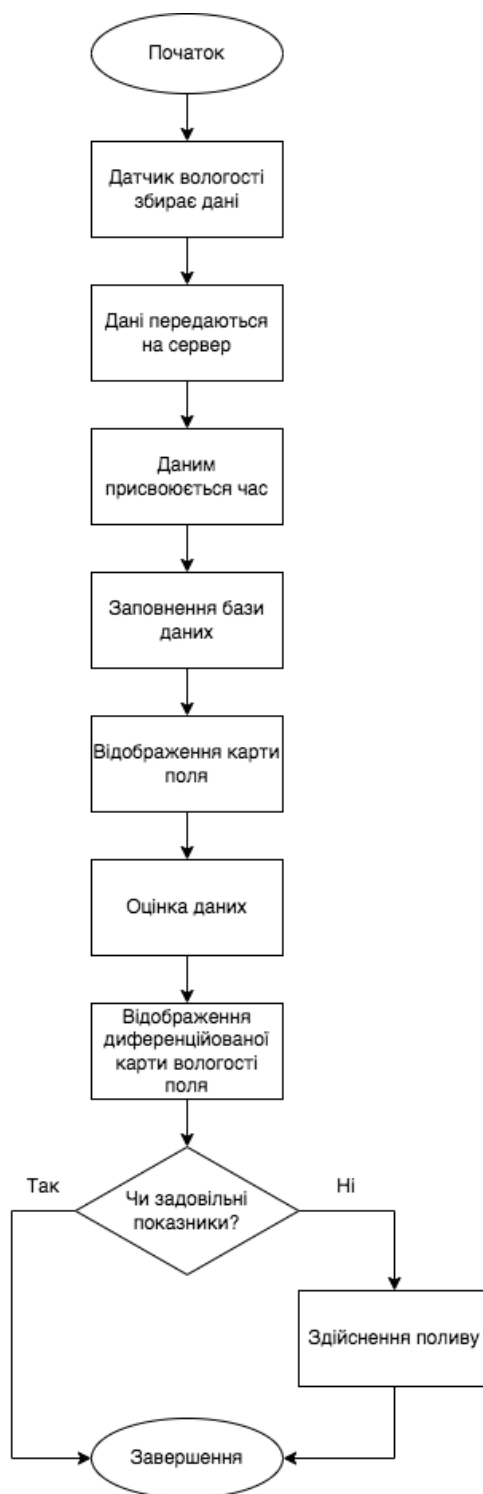 Початок
Датчик вологості
збирає дані
Дані передаються
на сервер
Даним
присвоюється час
Заповнення бази
даних
Відображення карти
поля
Оцінка даних
Відображення
диференційованої
карти вологості
поля
Так
Чи задовільні
показники?
Ні
Здійснення поливу
Завершення